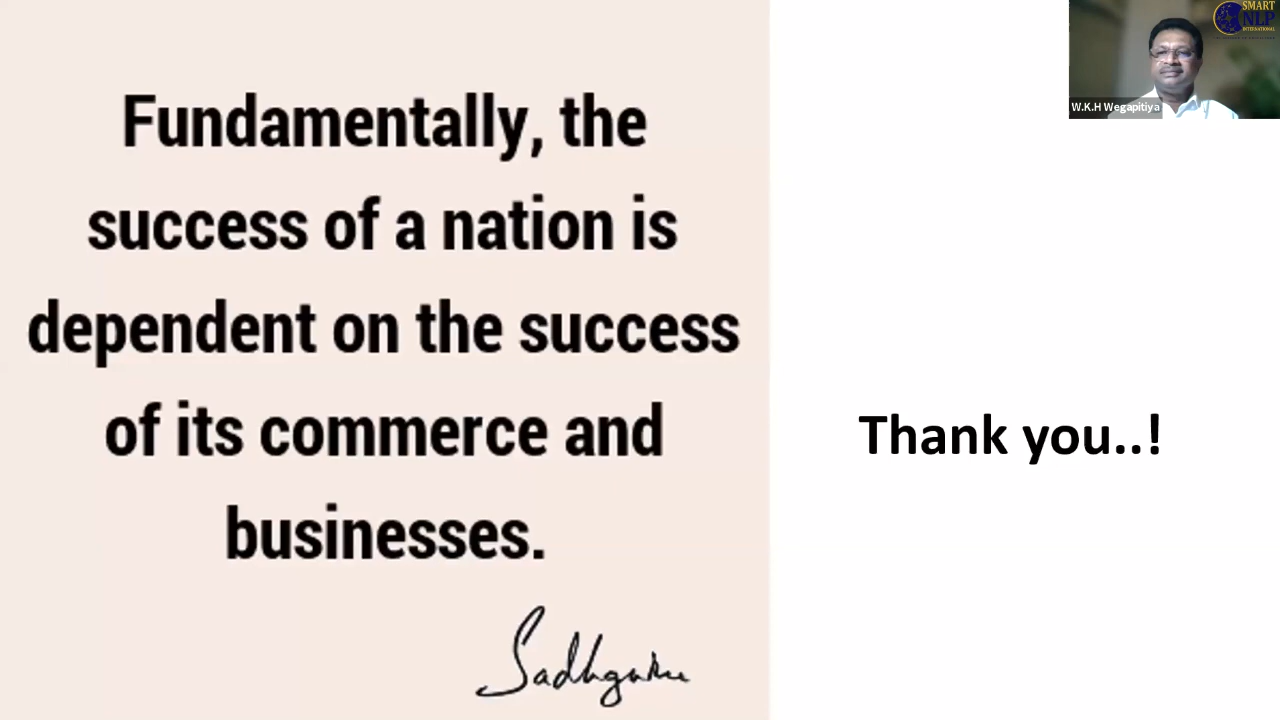 Fundamentally, the
success of a nation is
dependent on the success
of its commerce and
businesses.
Sadhguru
Thank you..!
SMART
NLP
INTERNATIONAL
W.K.H Wegapitiya